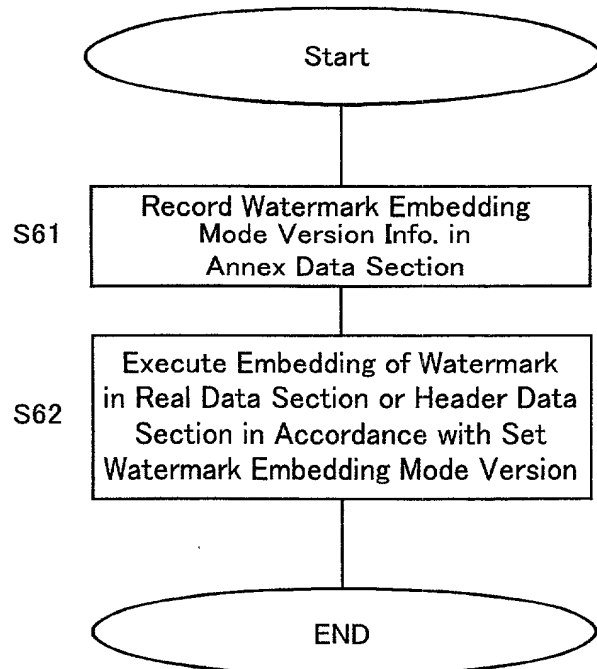 Start
S61
Record Watermark Embedding
Mode Version Info. in
Annex Data Section
S62
Execute Embedding of Watermark
in Real Data Section or Header Data
Section in Accordance with Set
Watermark Embedding Mode Version
END